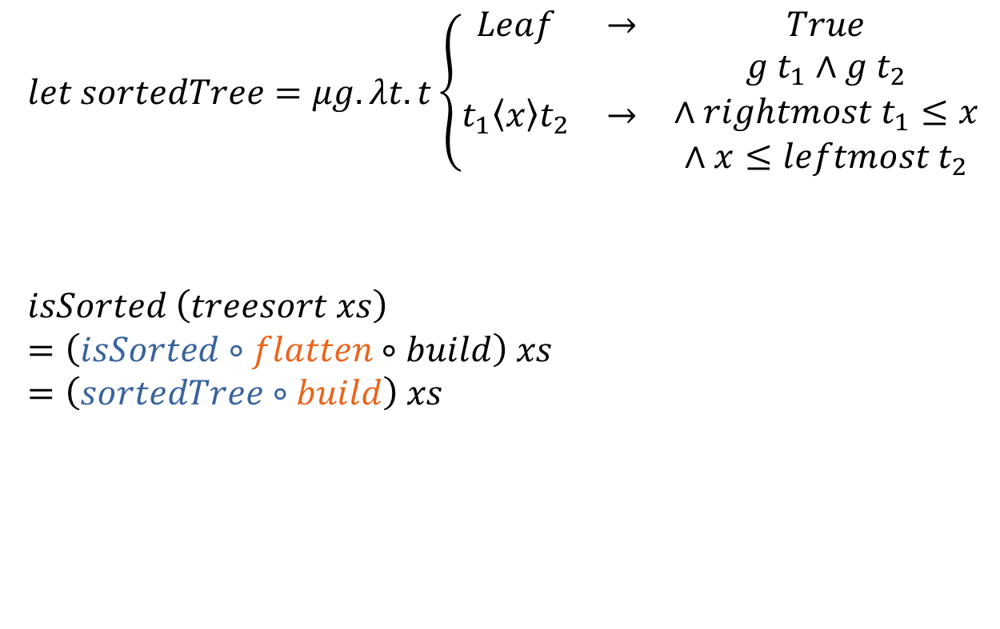 Leaf → True
g t₁ ∧ g t₂
let sortedTree = μg. λt. t {
t₁⟨x⟩t₂ → ∧ rightmost t₁ ≤ x
∧ x ≤ leftmost t₂
isSorted (treesort xs)
= (isSorted ∘ flatten ∘ build) xs
= (sortedTree ∘ build) xs